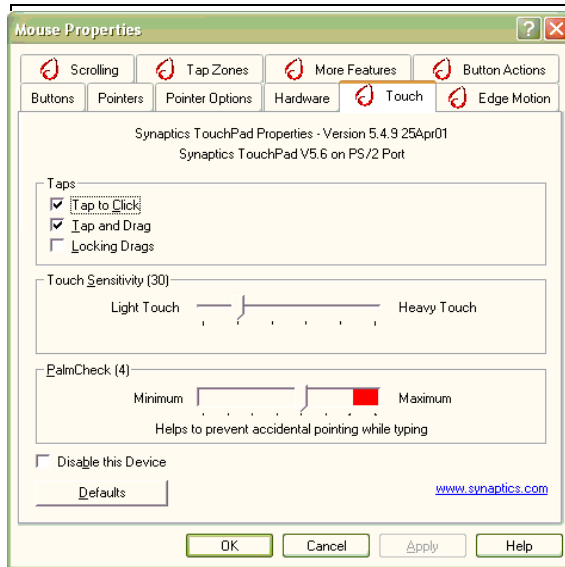 Mouse Properties
Scrolling Tap Zones More Features Button Actions
Buttons Pointers Pointer Options Hardware Touch Edge Motion
Synaptics TouchPad Properties - Version 5.4.9 25Apr01
Synaptics TouchPad V5.6 on PS/2 Port
Taps
Tap to Click
Tap and Drag
Locking Drags
Touch Sensitivity (30)
Light Touch Heavy Touch
PalmCheck (4)
Minimum Maximum
Helps to prevent accidental pointing while typing
Disable this Device
Defaults www.synaptics.com
OK Cancel Apply Help